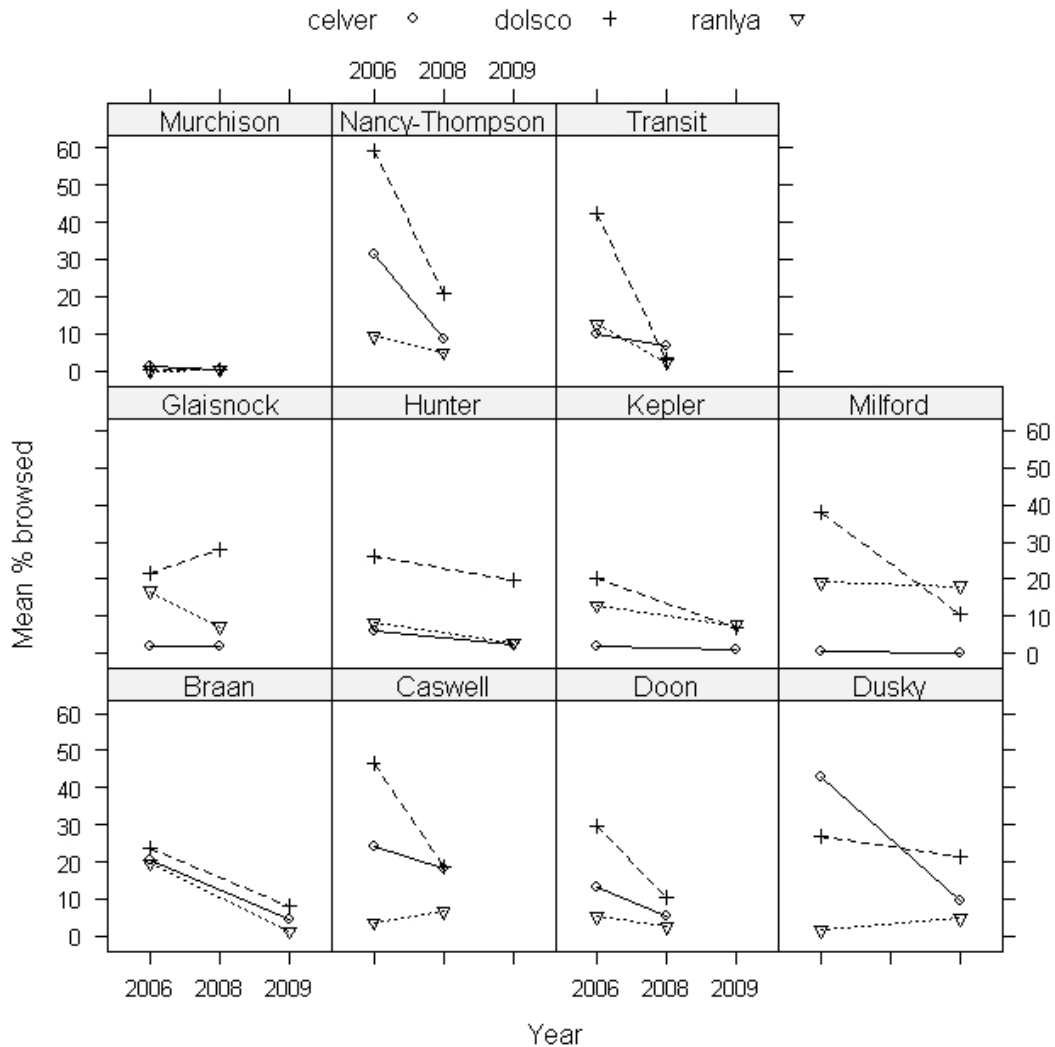 celver dolsco ranlya
2006 2008 2009
Murchison Nancy-Thompson Transit
60
50
40
30
20
10
0
Glaisnock Hunter Kepler Milford
60
50
40
30
20
10
0
Mean % browsed
Braan Caswell Doon Dusky
60
50
40
30
20
10
0
2006 2008 2009 2006 2008 2009
Year